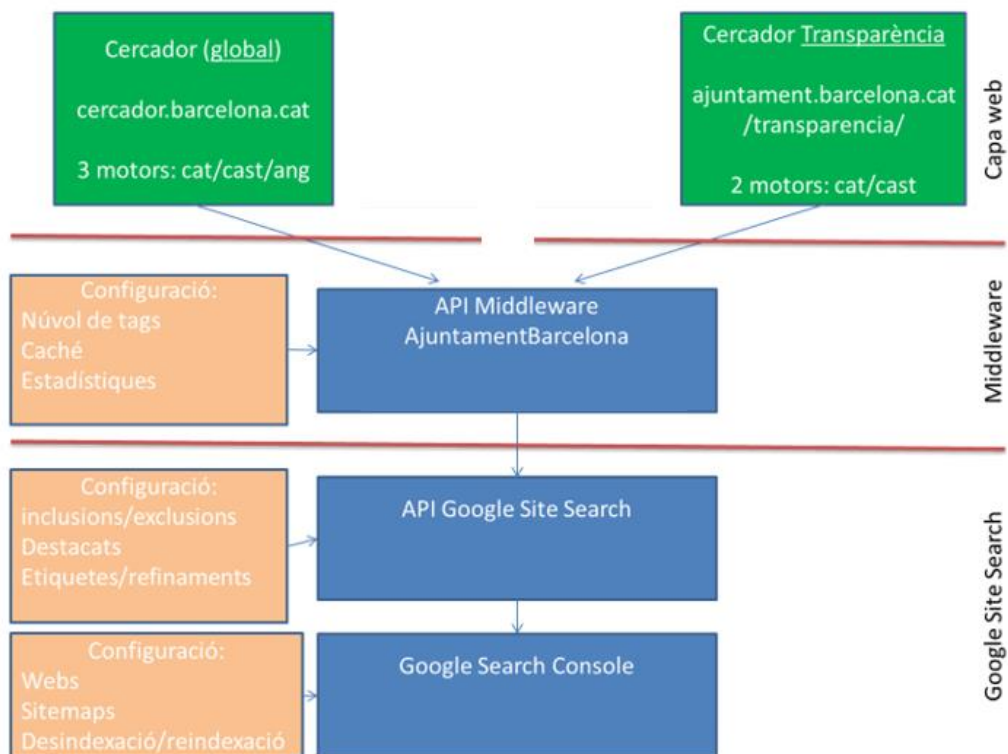 Cercador (global)
cercador.barcelona.cat
3 motors: cat/cast/ang
Cercador Transparència
ajuntament.barcelona.cat
/transparencia/
2 motors: cat/cast
Capa web
Configuració:
Núvol de tags
Caché
Estadístiques
API Middleware
AjuntamentBarcelona
Middleware
Configuració:
inclusions/exclusions
Destacats
Etiquetes/refinaments
API Google Site Search
Configuració:
Webs
Sitemaps
Desindexació/reindexació
Google Search Console
Google Site Search